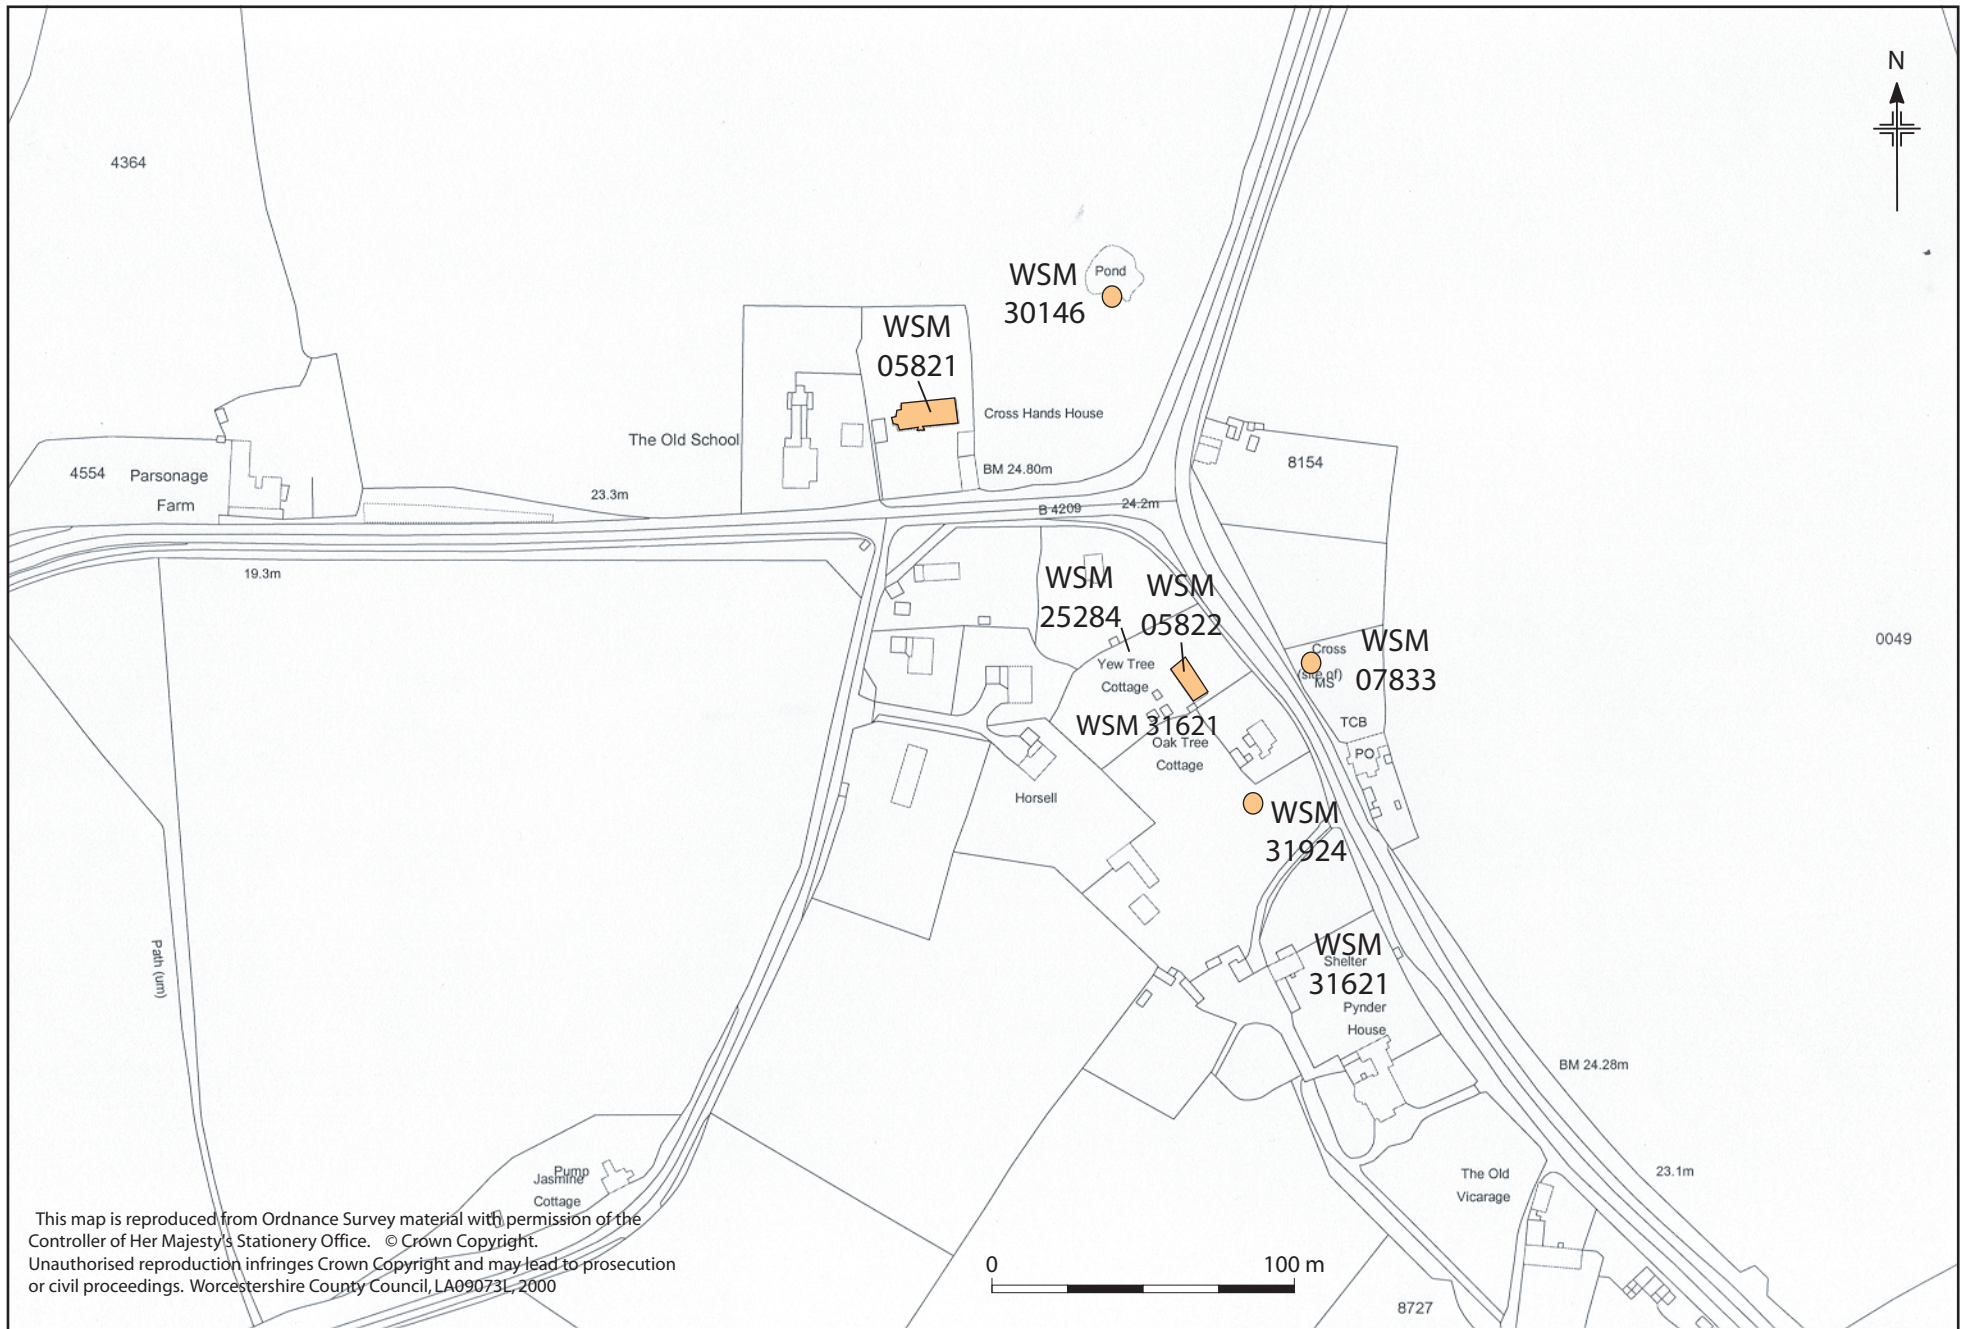 N
4364
Pond
WSM
30146
WSM
05821
Cross Hands House
The Old School
8154
4554
Parsonage
Farm
BM 24.80m
23.3m
B 4209
24.2m
19.3m
WSM
25284
WSM
05822
Cross
(site of)
MS
WSM
07833
0049
Yew Tree
Cottage
WSM 31621
Oak Tree
Cottage
TCB
PO
Horsell
WSM
31924
WSM
Shelter
31621
Pynder
House
Path (um)
BM 24.28m
Pump
Jasmine
Cottage
The Old
Vicarage
23.1m
This map is reproduced from Ordnance Survey material with permission of the
Controller of Her Majesty's Stationery Office. © Crown Copyright.
Unauthorised reproduction infringes Crown Copyright and may lead to prosecution
or civil proceedings. Worcestershire County Council, LA09073L, 2000
0 100 m
8727